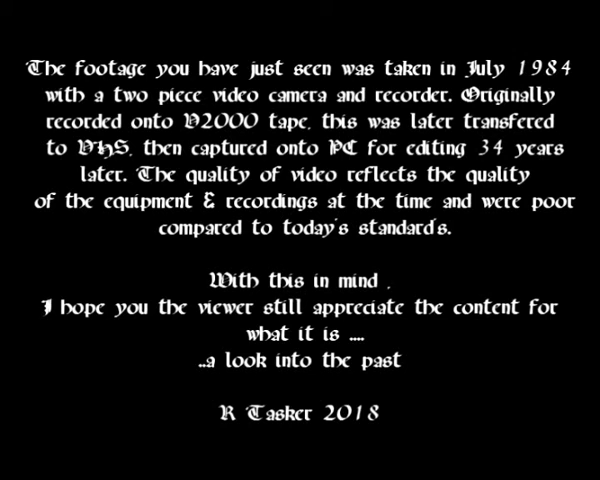 The footage you have just seen was taken in July 1984
with a two piece video camera and recorder. Originally
recorded onto V2000 tape, this was later transfered
to VHS, then captured onto PC for editing 34 years
later. The quality of video reflects the quality
of the equipment & recordings at the time and were poor
compared to today's standard's.
With this in mind ,
I hope you the viewer still appreciate the content for
what it is ....
..a look into the past
R Tasker 2018